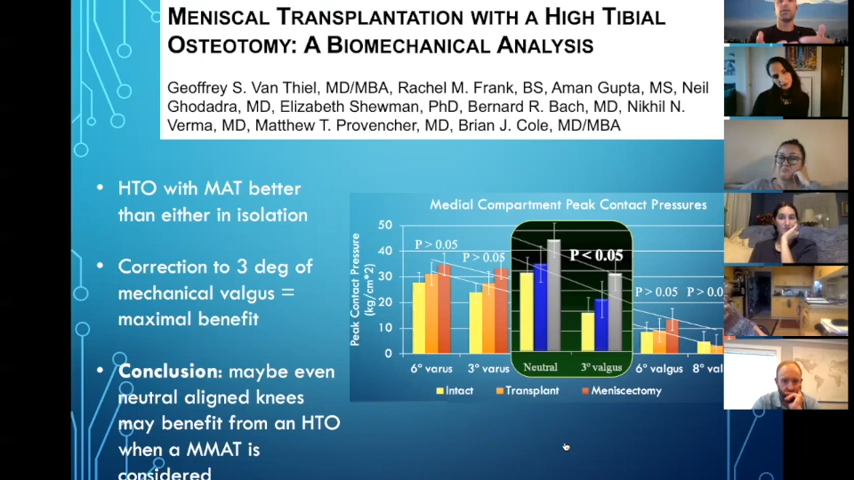 MENISCAL TRANSPLANTATION WITH A HIGH TIBIAL
OSTEOTOMY: A BIOMECHANICAL ANALYSIS
Geoffrey S. Van Thiel, MD/MBA, Rachel M. Frank, BS, Aman Gupta, MS, Neil
Ghodadra, MD, Elizabeth Shewman, PhD, Bernard R. Bach, MD, Nikhil N.
Verma, MD, Matthew T. Provencher, MD, Brian J. Cole, MD/MBA
• HTO with MAT better
than either in isolation
• Correction to 3 deg of
mechanical valgus =
maximal benefit
• Conclusion: maybe even
neutral aligned knees
may benefit from an HTO
when a MMAT is
considered
Medial Compartment Peak Contact Pressures
Peak Contact Pressure
(kg/cm*2)
50
40
30
20
10
0
P > 0.05
P > 0.05
P < 0.05
P > 0.05
P > 0.0
6° varus
3° varus
Neutral
3° valgus
6° valgus
8° val
Intact
Transplant
Meniscectomy